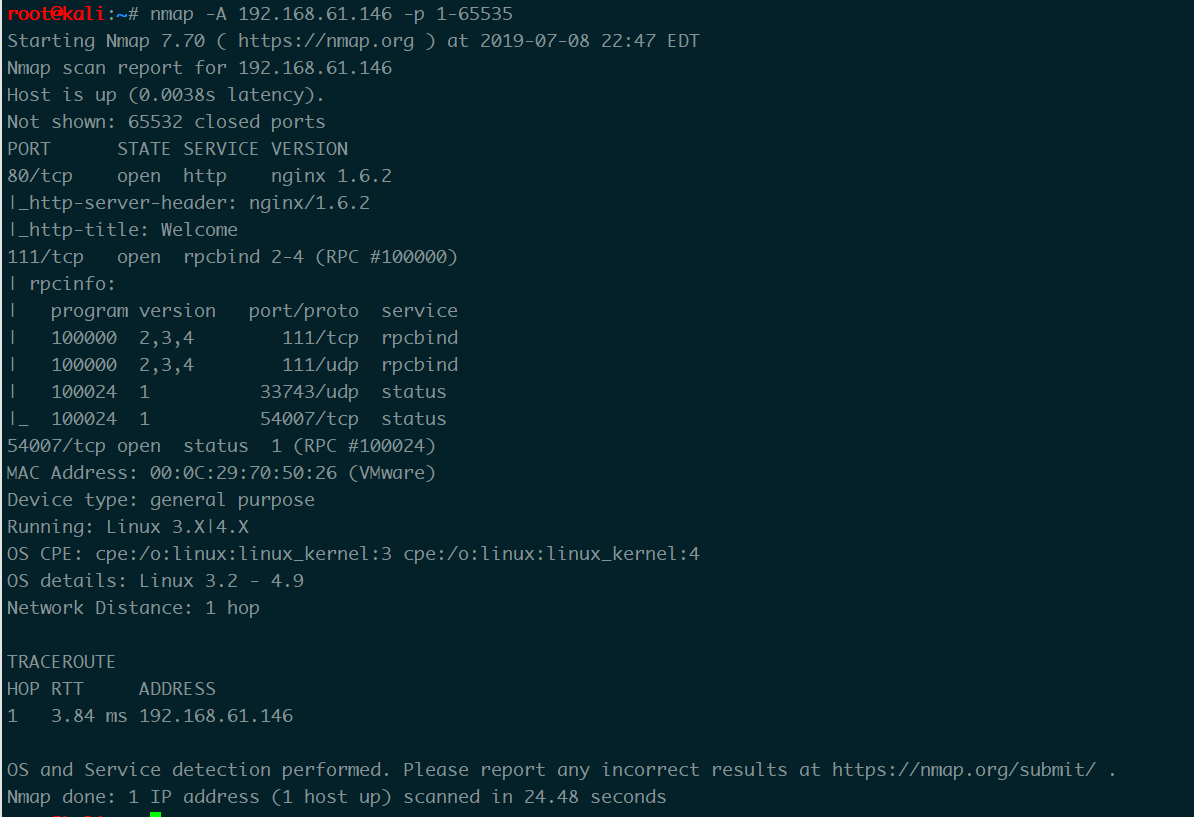 root@kali:~# nmap -A 192.168.61.146 -p 1-65535
Starting Nmap 7.70 ( https://nmap.org ) at 2019-07-08 22:47 EDT
Nmap scan report for 192.168.61.146
Host is up (0.0038s latency).
Not shown: 65532 closed ports
PORT      STATE SERVICE VERSION
80/tcp    open  http    nginx 1.6.2
|_http-server-header: nginx/1.6.2
|_http-title: Welcome
111/tcp   open  rpcbind 2-4 (RPC #100000)
| rpcinfo:
|   program version   port/proto  service
|   100000  2,3,4        111/tcp  rpcbind
|   100000  2,3,4        111/udp  rpcbind
|   100024  1          33743/udp  status
|_  100024  1          54007/tcp  status
54007/tcp open  status  1 (RPC #100024)
MAC Address: 00:0C:29:70:50:26 (VMware)
Device type: general purpose
Running: Linux 3.X|4.X
OS CPE: cpe:/o:linux:linux_kernel:3 cpe:/o:linux:linux_kernel:4
OS details: Linux 3.2 - 4.9
Network Distance: 1 hop
TRACEROUTE
HOP RTT     ADDRESS
1   3.84 ms 192.168.61.146
OS and Service detection performed. Please report any incorrect results at https://nmap.org/submit/ .
Nmap done: 1 IP address (1 host up) scanned in 24.48 seconds